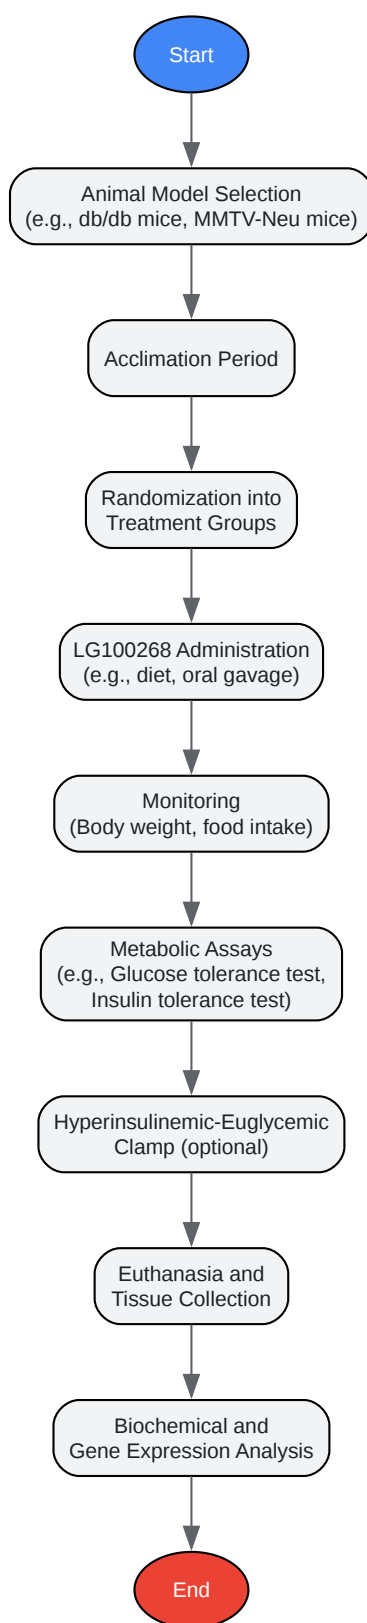 Start
Animal Model Selection
(e.g., db/db mice, MMTV-Neu mice)
Acclimation Period
Randomization into
Treatment Groups
LG100268 Administration
(e.g., diet, oral gavage)
Monitoring
(Body weight, food intake)
Metabolic Assays
(e.g., Glucose tolerance test,
Insulin tolerance test)
Hyperinsulinemic-Euglycemic
Clamp (optional)
Euthanasia and
Tissue Collection
Biochemical and
Gene Expression Analysis
End